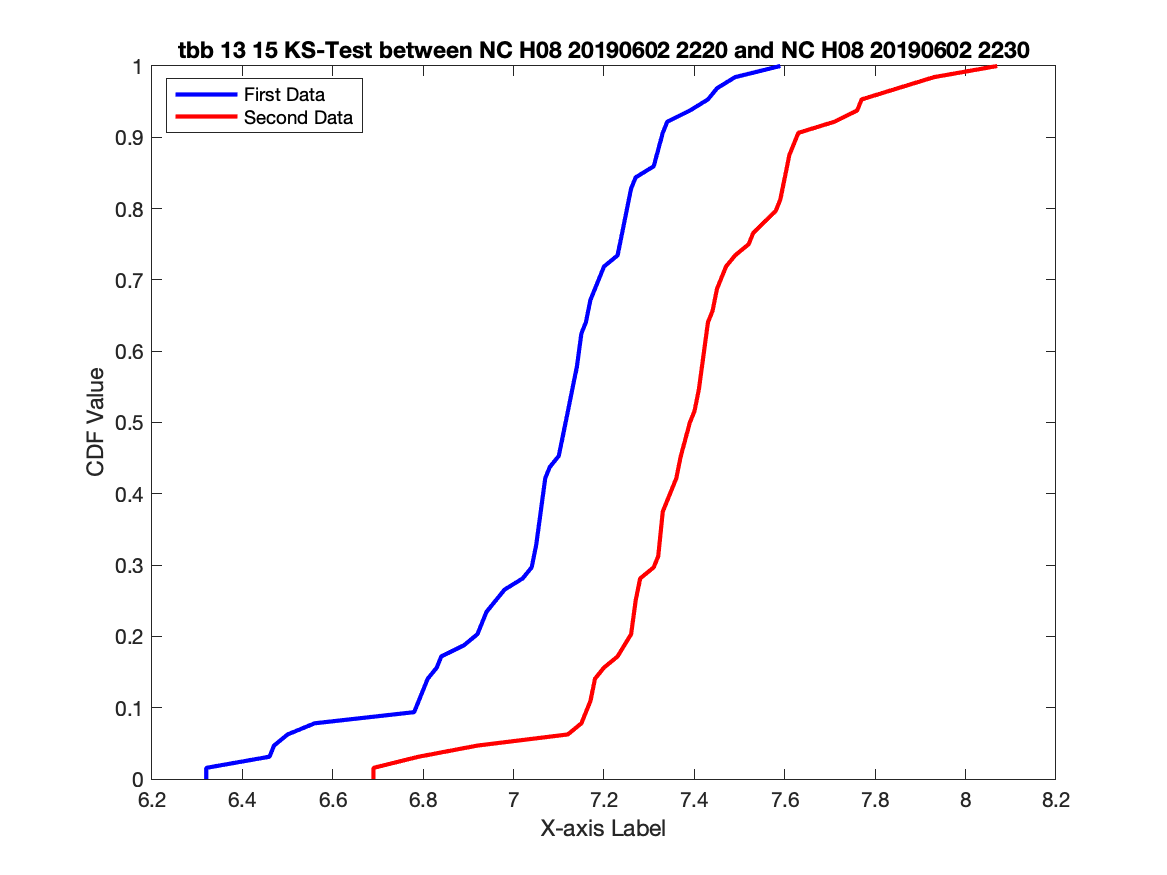 tbb 13 15 KS-Test between NC H08 20190602 2220 and NC H08 20190602 2230
First Data
Second Data
1
0.9
0.8
0.7
0.6
0.5
0.4
0.3
0.2
0.1
0
CDF Value
6.2 6.4 6.6 6.8 7 7.2 7.4 7.6 7.8 8 8.2
X-axis Label